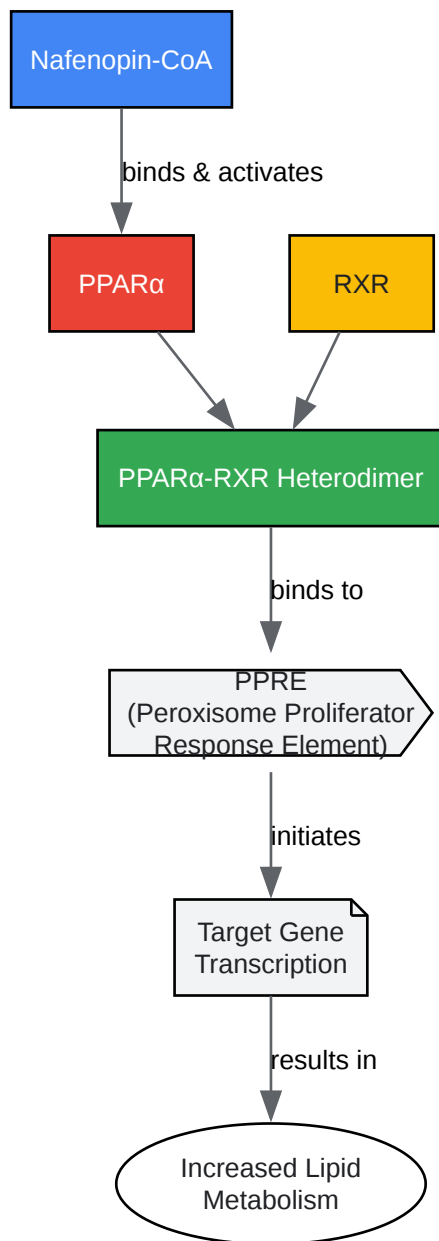 Nafenopin-CoA
binds & activates
PPARα
RXR
PPARα-RXR Heterodimer
binds to
PPRE
(Peroxisome Proliferator
Response Element)
initiates
Target Gene
Transcription
results in
Increased Lipid
Metabolism